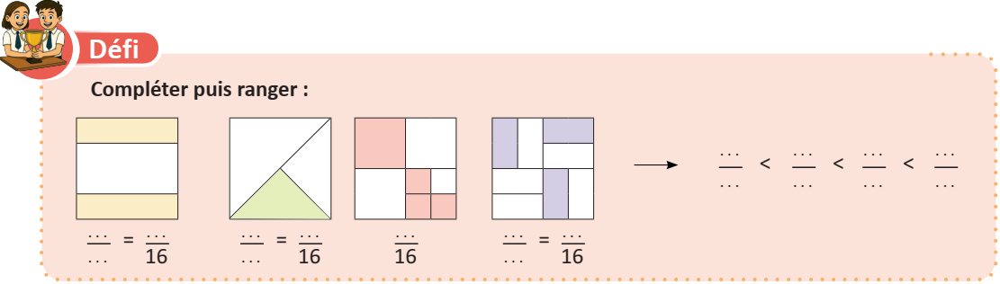 Défi
Compléter puis ranger :
... < ... < ... < ...
... ... ... ...
... = ... ... = ... ... ... = ...
... 16 ... 16 16 ... 16